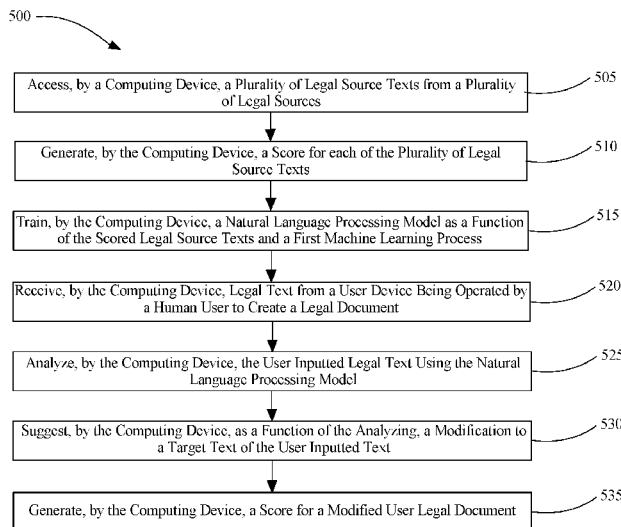 500
Access, by a Computing Device, a Plurality of Legal Source Texts from a Plurality
of Legal Sources
505
Generate, by the Computing Device, a Score for each of the Plurality of Legal
Source Texts
510
Train, by the Computing Device, a Natural Language Processing Model as a Function
of the Scored Legal Source Texts and a First Machine Learning Process
515
Receive, by the Computing Device, Legal Text from a User Device Being Operated by
a Human User to Create a Legal Document
520
Analyze, by the Computing Device, the User Inputted Legal Text Using the Natural
Language Processing Model
525
Suggest, by the Computing Device, as a Function of the Analyzing, a Modification to
a Target Text of the User Inputted Text
530
Generate, by the Computing Device, a Score for a Modified User Legal Document
535